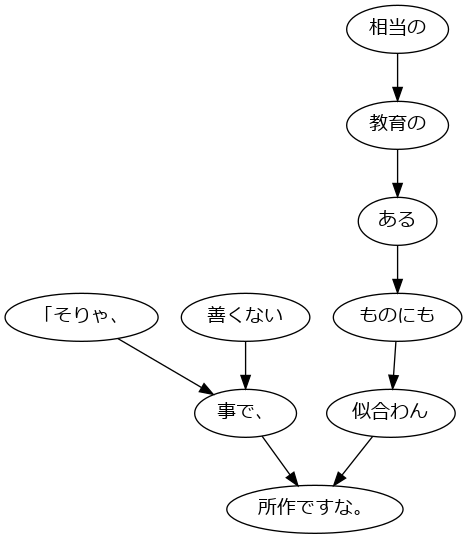 相当の
教育の
ある
「そりゃ、
善くない
ものにも
事で、
似合わん
所作ですな。